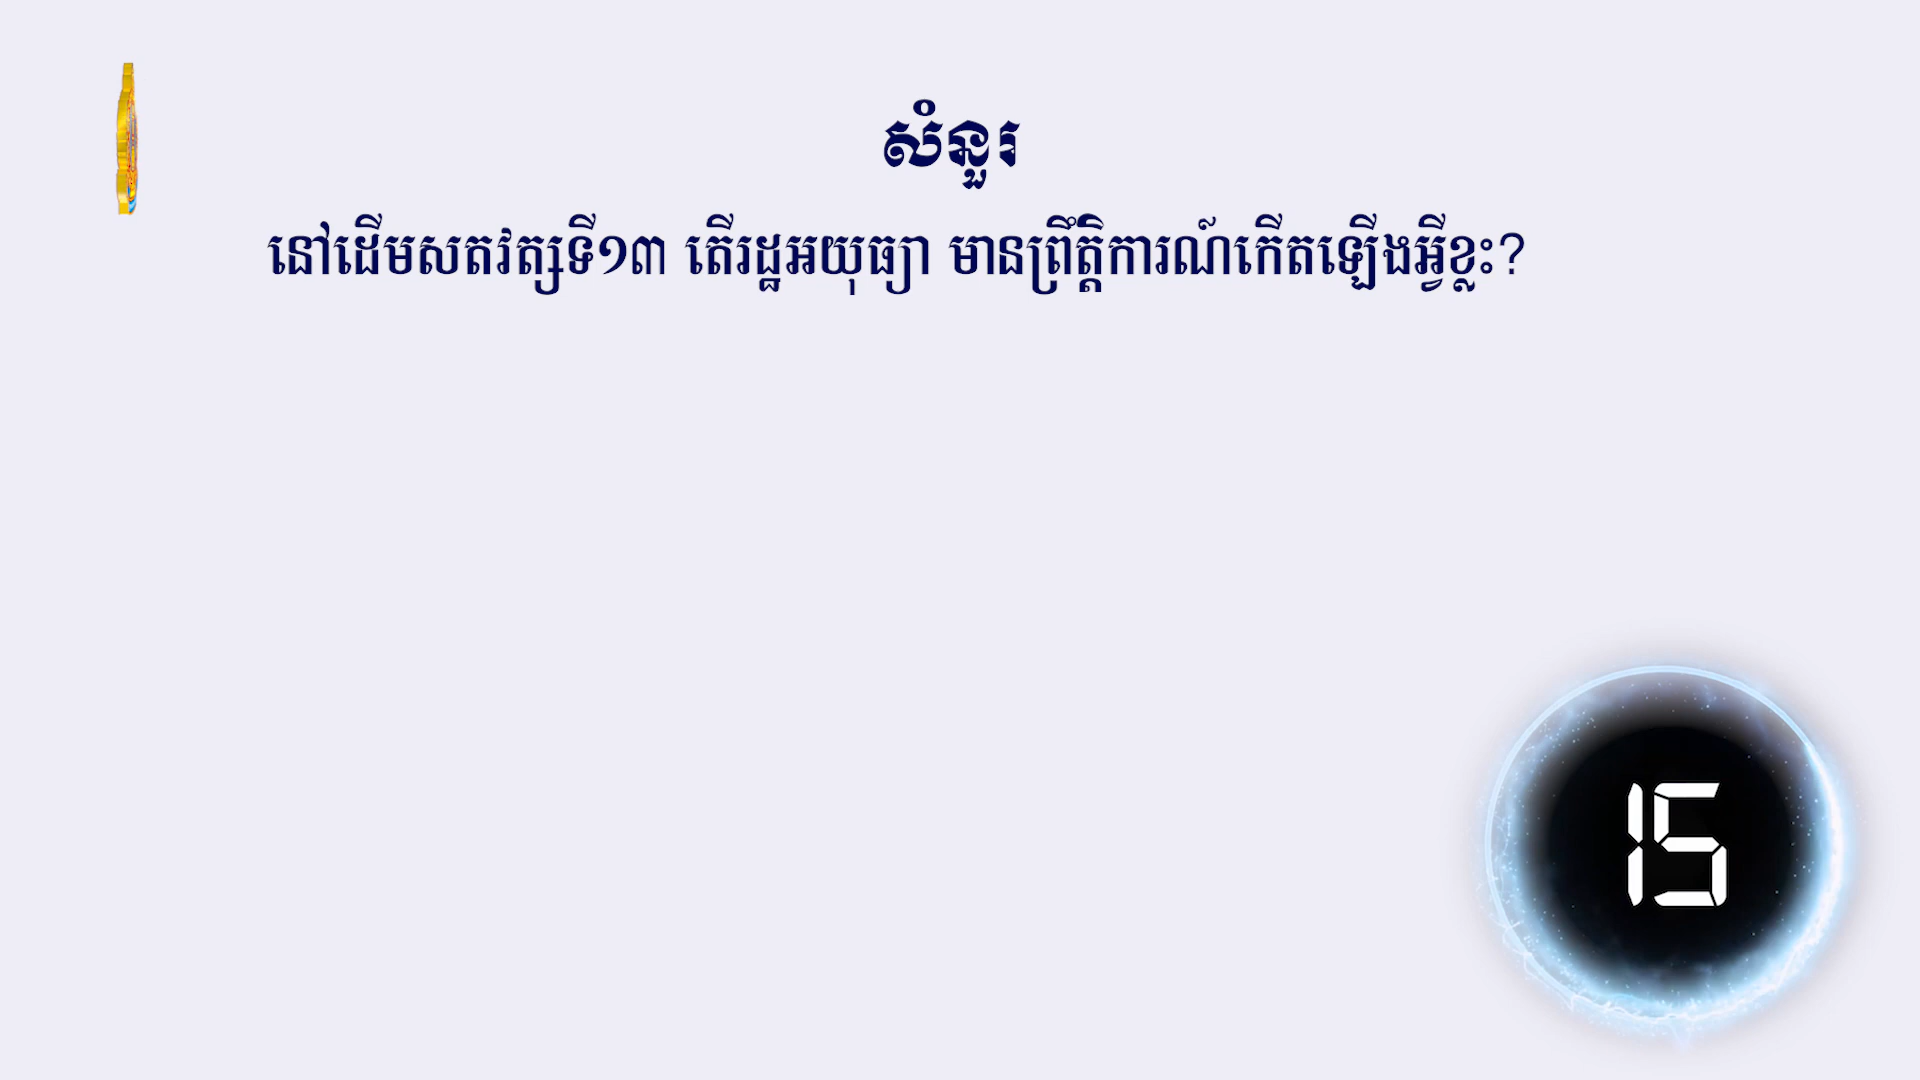 សំនួរ
នៅដើមសតវត្សទី១៣ តើរដ្ឋអយុធ្យា មានព្រឹត្តិការណ៍កើតឡើងអ្វីខ្លះ?
15